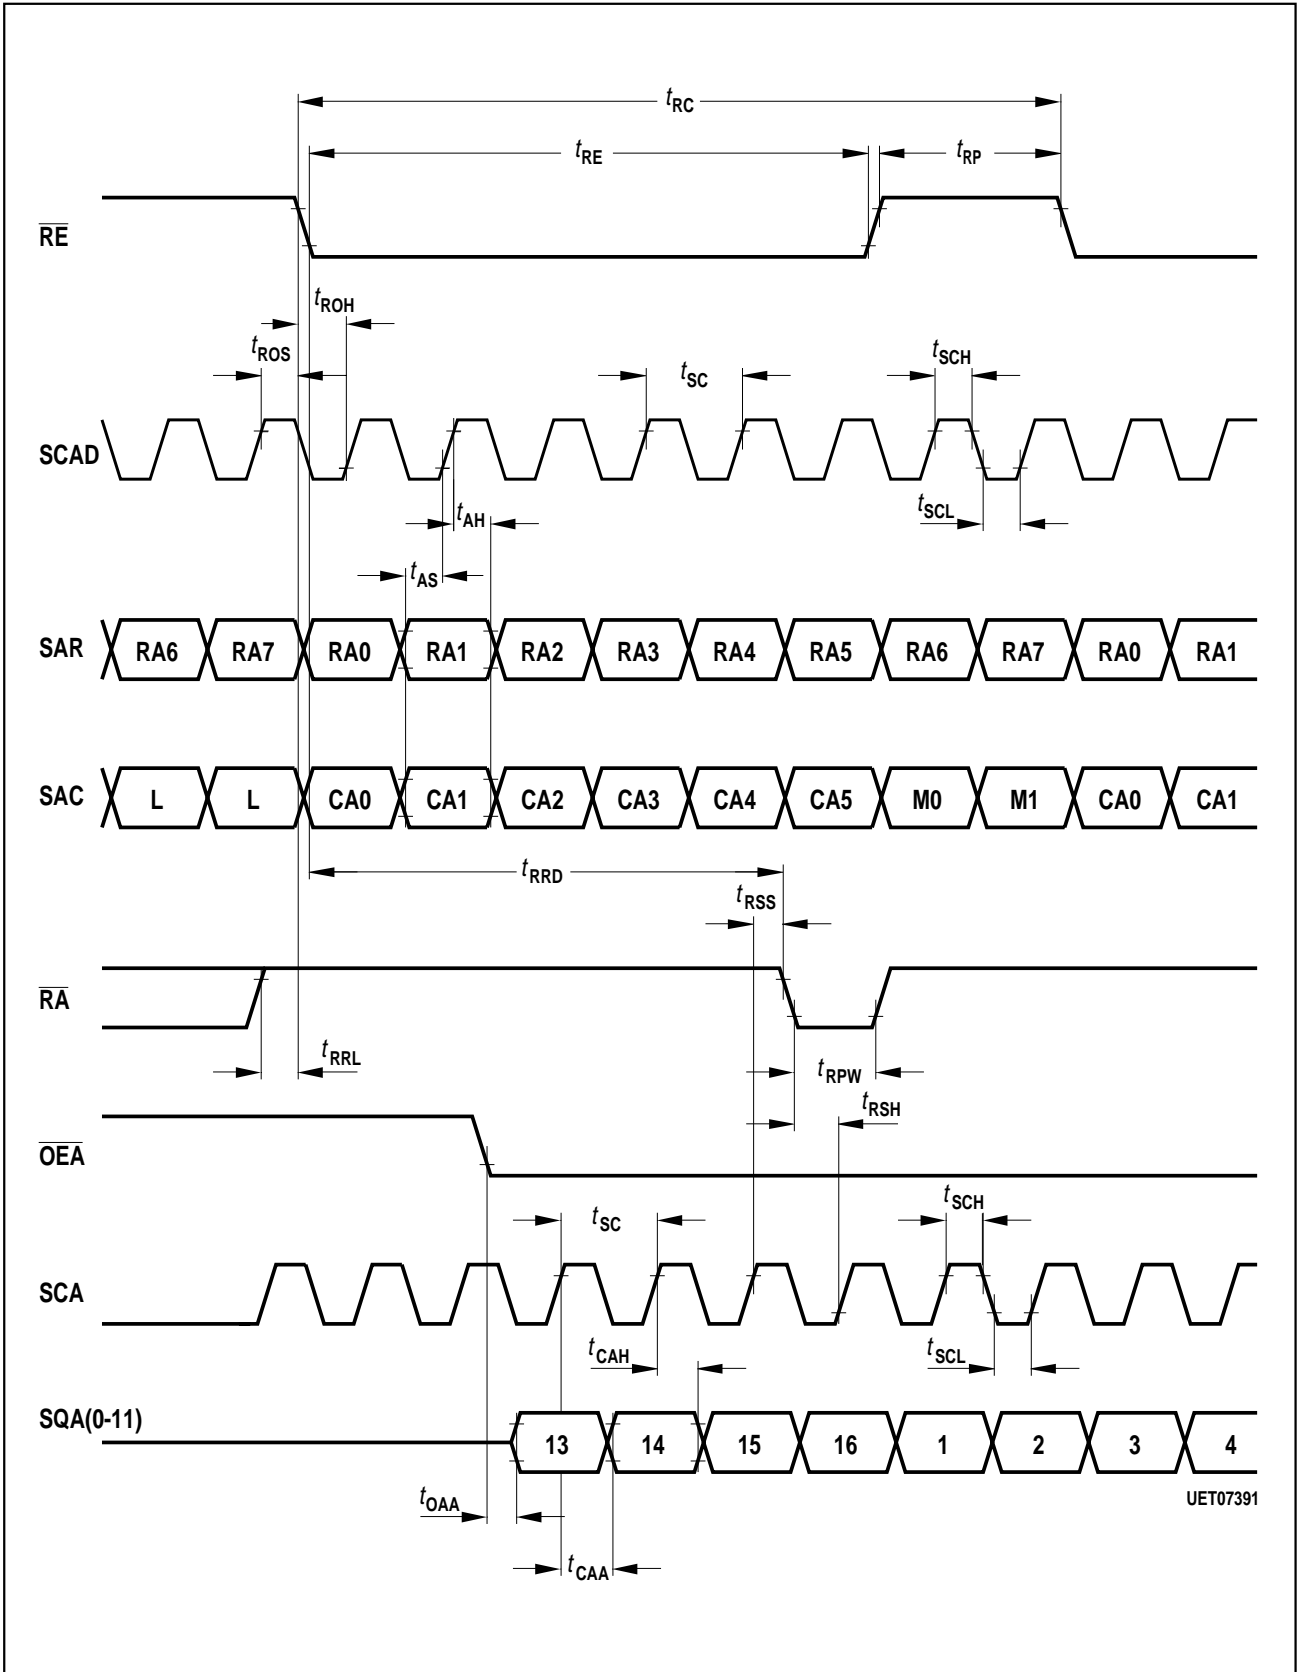 tRC
tRE tRP
RE
tROH
tROS tSC tSCH
SCAD
tSCL
tAH
tAS
SAR RA6 RA7 RA0 RA1 RA2 RA3 RA4 RA5 RA6 RA7 RA0 RA1
SAC L L CA0 CA1 CA2 CA3 CA4 CA5 M0 M1 CA0 CA1
tRRD
tRSS
RA
tRRL tRPW
tRSH
OEA
tSC tSCH
SCA
tCAH tSCL
SQA(0-11)
13 14 15 16 1 2 3 4
tOAA UET07391
tCAA